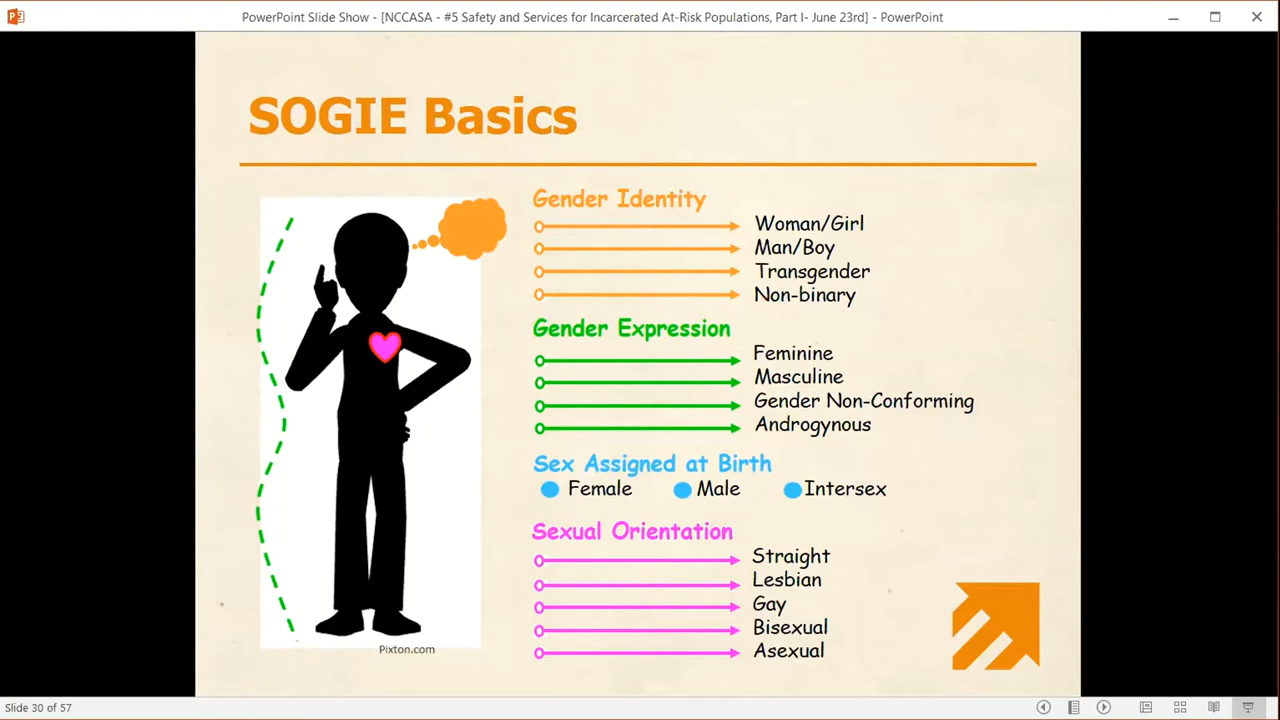 PowerPoint Slide Show - [NCCASA - #5 Safety and Services for Incarcerated At-Risk Populations, Part I- June 23rd] - PowerPoint
SOGIE Basics
Gender Identity
Woman/Girl
Man/Boy
Transgender
Non-binary
Gender Expression
Feminine
Masculine
Gender Non-Conforming
Androgynous
Sex Assigned at Birth
Female Male Intersex
Sexual Orientation
Straight
Lesbian
Gay
Bisexual
Asexual
Pixton.com
Slide 30 of 57